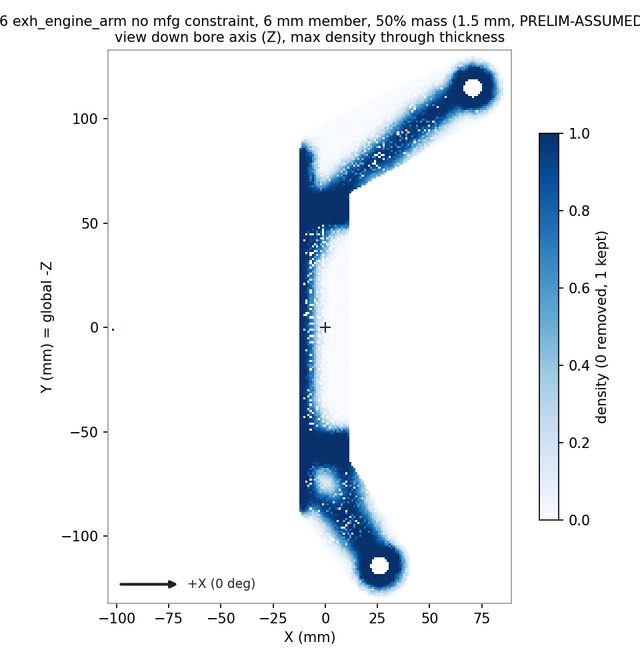 6 exh_engine_arm no mfg constraint, 6 mm member, 50% mass (1.5 mm, PRELIM-ASSUMED
view down bore axis (Z), max density through thickness
Y (mm) = global -Z
100
50
0
−50
−100
+X (0 deg)
−100 −75 −50 −25 0 25 50 75
X (mm)
1.0
0.8
0.6
0.4
0.2
0.0
density (0 removed, 1 kept)